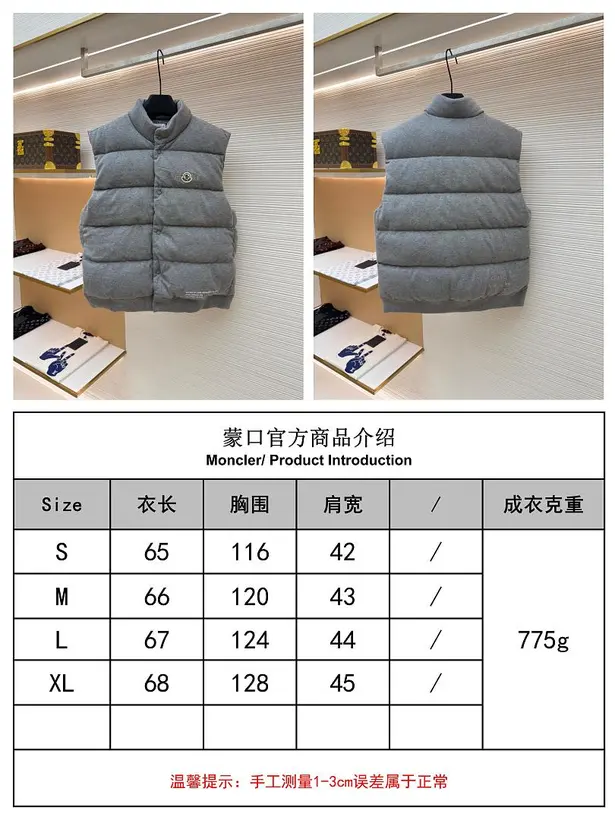 蒙口官方商品介绍
Moncler/ Product Introduction
Size 衣长 胸围 肩宽 / 成衣克重
S 65 116 42 /
M 66 120 43 /
L 67 124 44 /
XL 68 128 45 /
775g
温馨提示：手工测量1-3cm误差属于正常